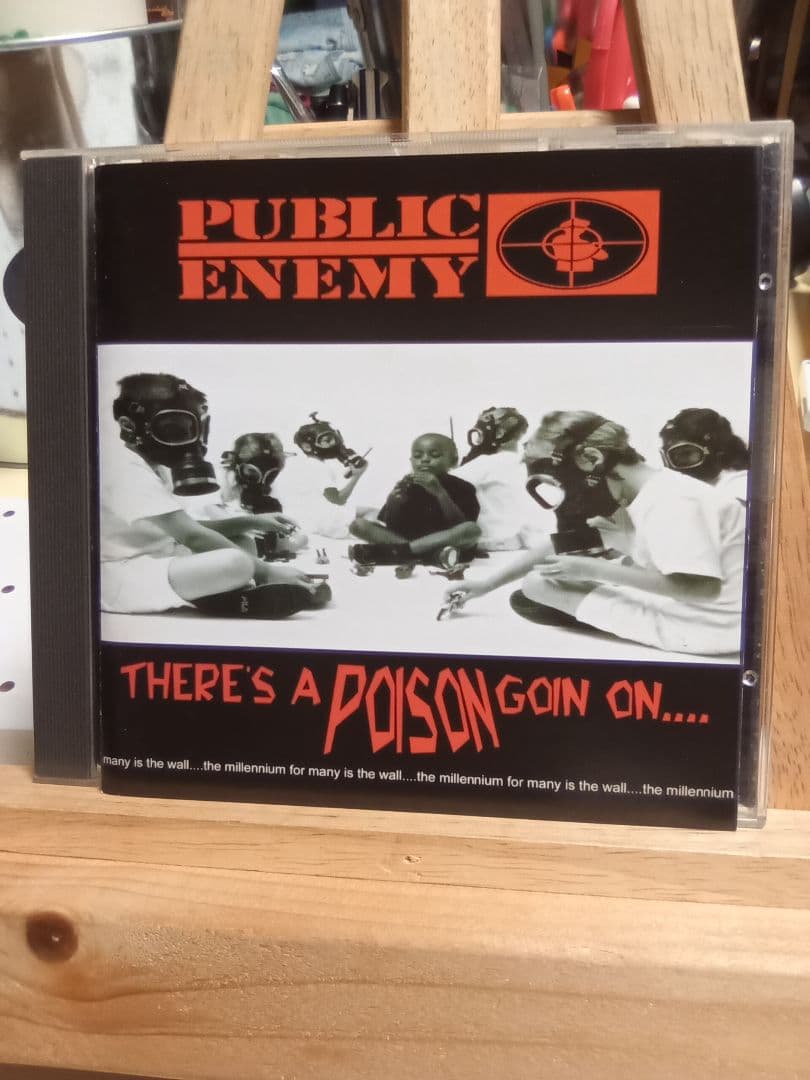 PUBLIC
ENEMY
THERE'S A POISON GOIN ON....
many is the wall....the millennium for many is the wall....the millennium for many is the wall....the millennium